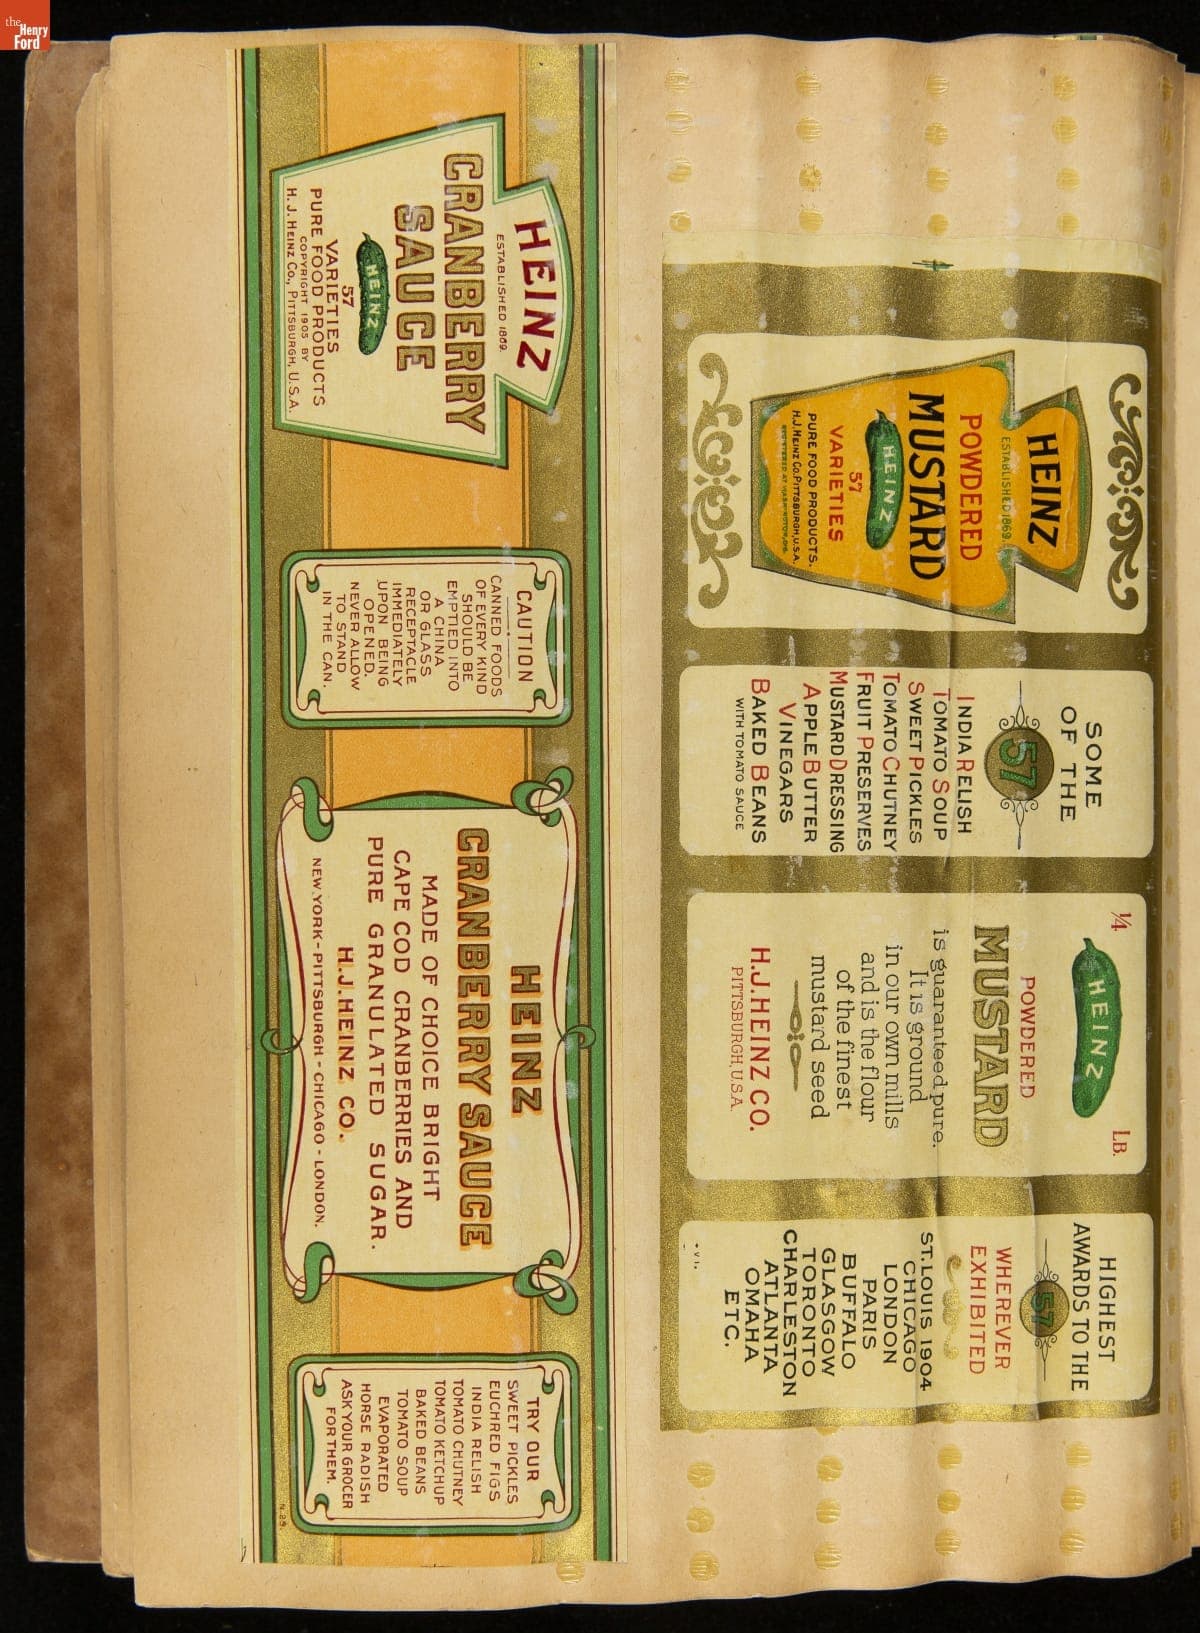 the
Henry
Ford
HEINZ
ESTABLISHED 1869.
POWDERED
MUSTARD
HEINZ
57
VARIETIES
PURE FOOD PRODUCTS.
H.J. HEINZ CO. PITTSBURGH, U.S.A.
SOME
OF THE
57
INDIA RELISH
TOMATO SOUP
SWEET PICKLES
TOMATO CHUTNEY
FRUIT PRESERVES
MUSTARD DRESSING
APPLE BUTTER
VINEGARS
BAKED BEANS
WITH TOMATO SAUCE
¼ LB.
HEINZ
POWDERED
MUSTARD
is guaranteed pure.
It is ground
in our own mills
and is the flour
of the finest
mustard seed
H.J. HEINZ CO.
PITTSBURGH, U.S.A.
HIGHEST
AWARDS TO THE
57
WHEREVER
EXHIBITED
ST. LOUIS 1904
CHICAGO
LONDON
PARIS
BUFFALO
GLASGOW
TORONTO
CHARLESTON
ATLANTA
OMAHA
ETC.
HEINZ
ESTABLISHED 1869.
CRANBERRY
SAUCE
HEINZ
57
VARIETIES
PURE FOOD PRODUCTS
COPYRIGHT 1905 BY
H. J. HEINZ CO., PITTSBURGH, U.S.A.
CAUTION
CANNED FOODS
OF EVERY KIND
SHOULD BE
EMPTIED INTO
A CHINA
OR GLASS
RECEPTACLE
IMMEDIATELY
UPON BEING
OPENED.
NEVER ALLOW
TO STAND
IN THE CAN.
HEINZ
CRANBERRY SAUCE
MADE OF CHOICE BRIGHT
CAPE COD CRANBERRIES AND
PURE GRANULATED SUGAR.
H.J. HEINZ CO.
NEW YORK - PITTSBURGH - CHICAGO - LONDON.
TRY OUR
SWEET PICKLES
EUCHRED FIGS
INDIA RELISH
TOMATO CHUTNEY
TOMATO KETCHUP
BAKED BEANS
TOMATO SOUP
EVAPORATED
HORSE RADISH
ASK YOUR GROCER
FOR THEM.